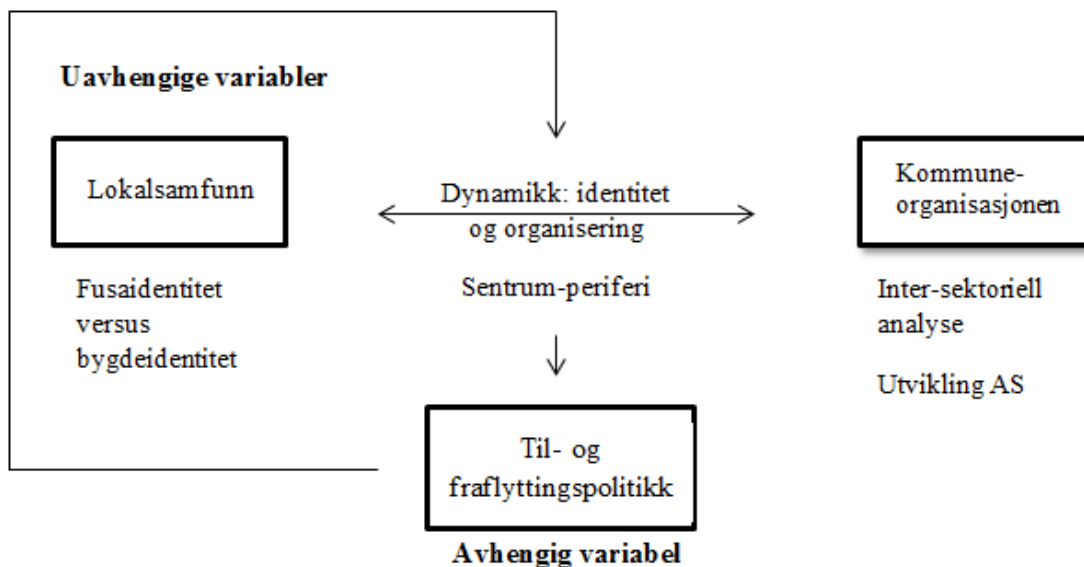 Uavhengige variabler
Lokalsamfunn
Fusaidentitet
versus
bygdeidentitet
Dynamikk: identitet
og organisering
Sentrum-periferi
Kommune-
organisasjonen
Inter-sektoriell
analyse
Utvikling AS
Til- og
fraflyttingspolitikk
Avhengig variabel